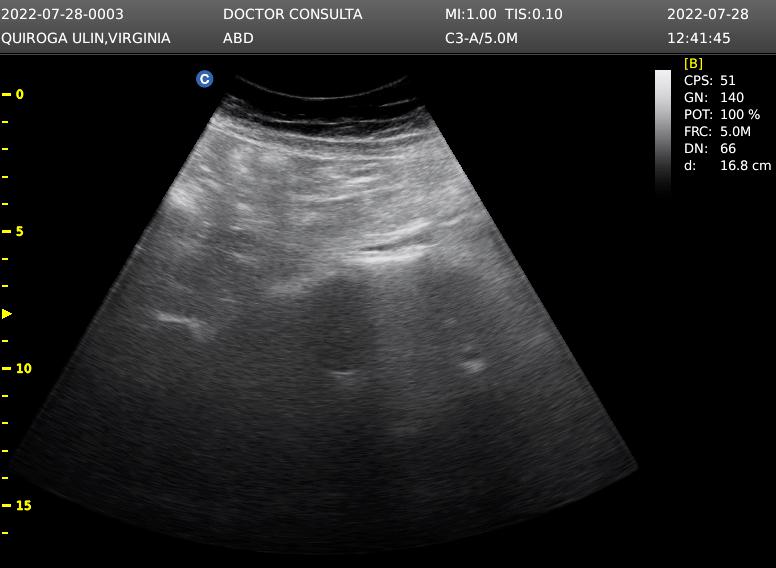 2022-07-28-0003 DOCTOR CONSULTA MI:1.00 TIS:0.10 2022-07-28
QUIROGA ULIN,VIRGINIA ABD C3-A/5.0M 12:41:45
C
[B]
CPS: 51
GN: 140
POT: 100 %
FRC: 5.0M
DN: 66
d: 16.8 cm
0
5
10
15